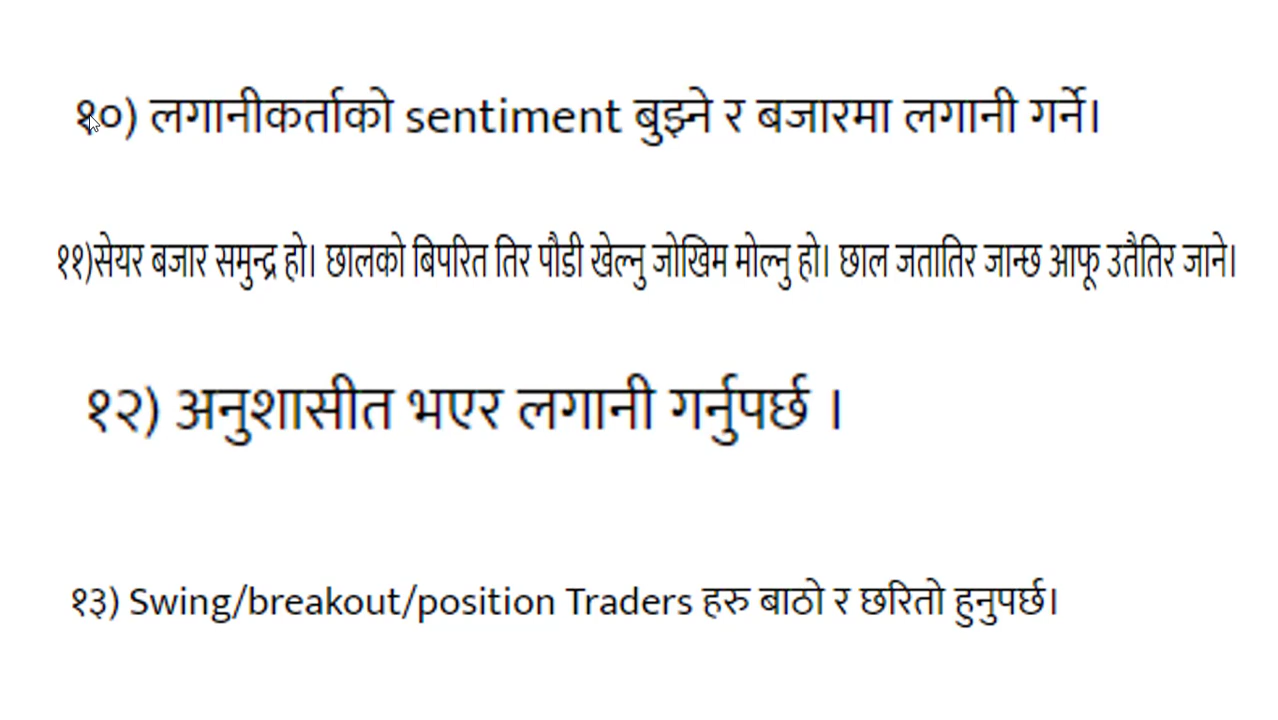 १०) लगानीकर्ताको sentiment बुझ्ने र बजारमा लगानी गर्ने।
११)सेयर बजार समुन्द्र हो। छालको बिपरित तिर पौडी खेल्नु जोखिम मोल्नु हो। छाल जतातिर जान्छ आफू उतैतिर जाने।
१२) अनुशासीत भएर लगानी गर्नुपर्छ ।
१३) Swing/breakout/position Traders हरु बाठो र छरितो हुनुपर्छ।